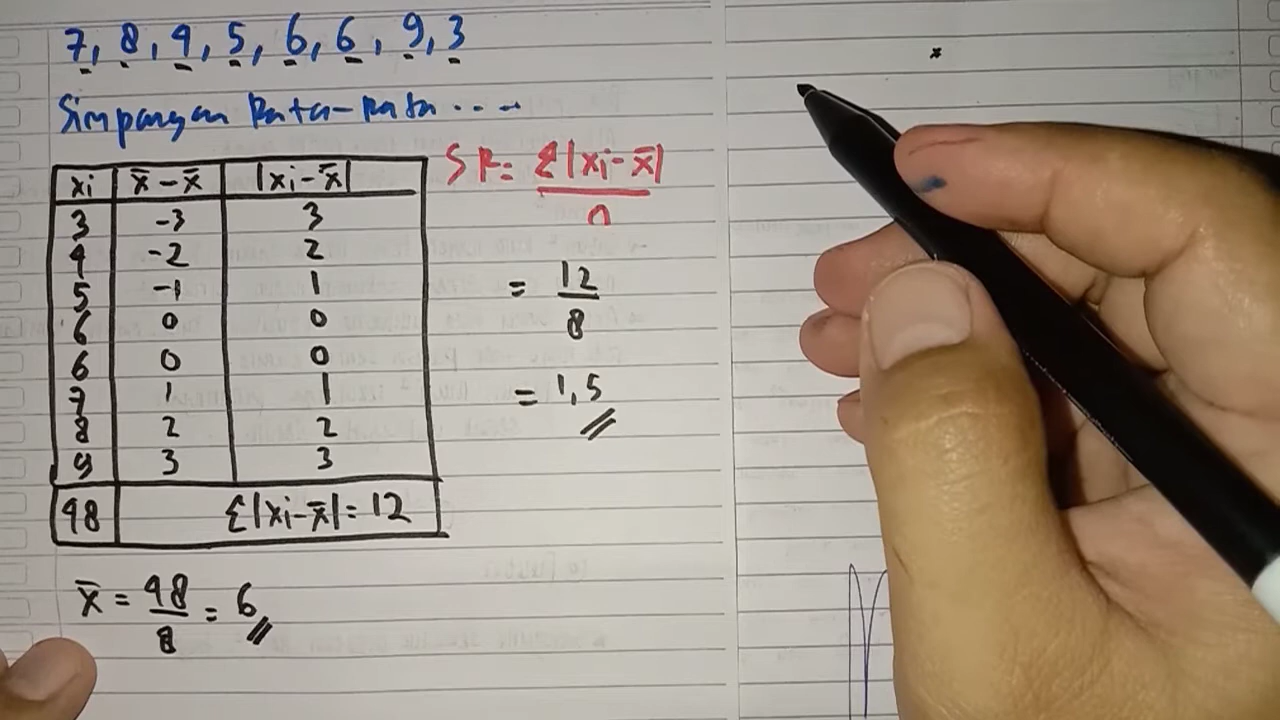 7, 8, 4, 5, 6, 6, 9, 3
Simpangan Rata-Rata ....
xi x̄-x̄ |xi-x̄|
3 -3 3
4 -2 2
5 -1 1
6 0 0
6 0 0
7 1 1
8 2 2
9 3 3
48 Σ|xi-x̄| = 12
x̄ = 48/8 = 6
SR = Σ|xi-x̄|/n
= 12/8
= 1,5